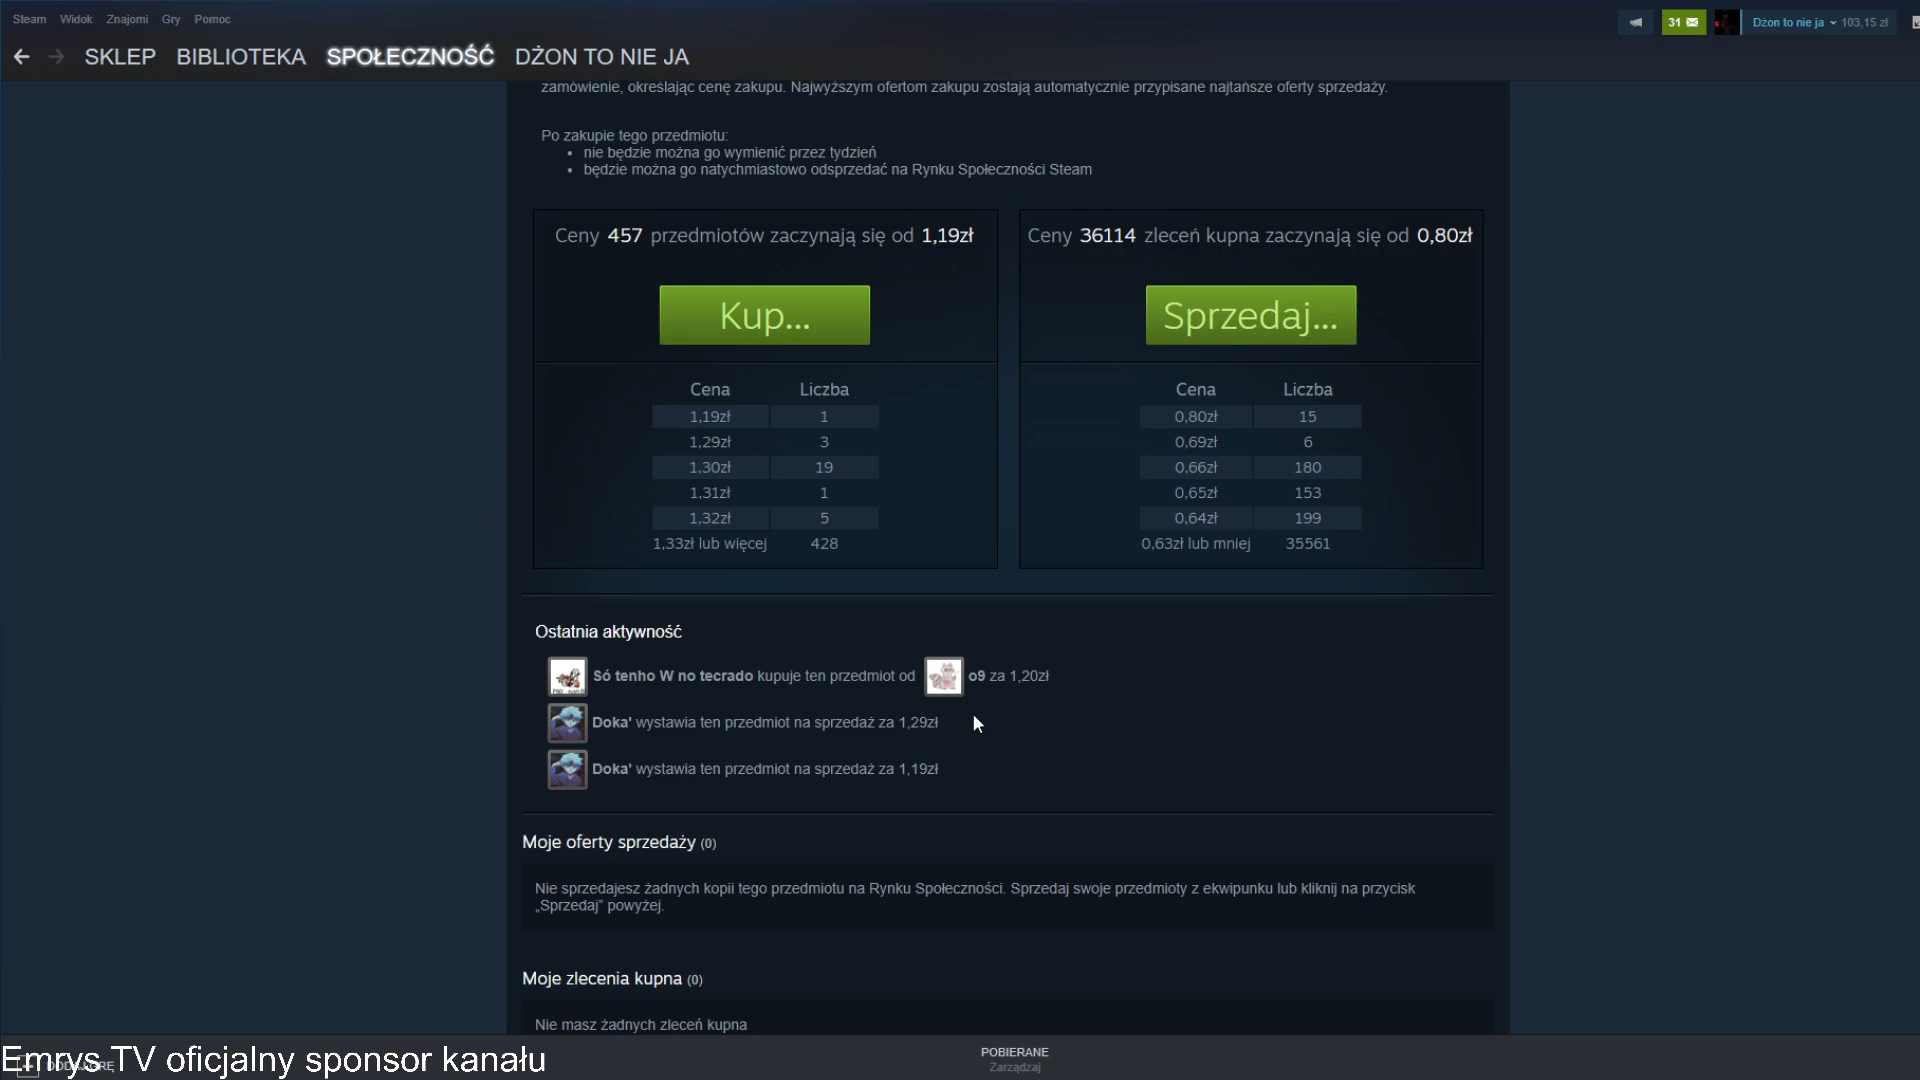 Steam Widok Znajomi Gry Pomoc
31 Dżon to nie ja 103,15 zł
SKLEP BIBLIOTEKA SPOŁECZNOŚĆ DŻON TO NIE JA
zamówienie, określając cenę zakupu. Najwyższym ofertom zakupu zostają automatycznie przypisane najtańsze oferty sprzedaży.
Po zakupie tego przedmiotu:
• nie będzie można go wymienić przez tydzień
• będzie można go natychmiastowo odsprzedać na Rynku Społeczności Steam
Ceny 457 przedmiotów zaczynają się od 1,19zł
Kup...
Cena Liczba
1,19zł 1
1,29zł 3
1,30zł 19
1,31zł 1
1,32zł 5
1,33zł lub więcej 428
Ceny 36114 zleceń kupna zaczynają się od 0,80zł
Sprzedaj...
Cena Liczba
0,80zł 15
0,69zł 6
0,66zł 180
0,65zł 153
0,64zł 199
0,63zł lub mniej 35561
Ostatnia aktywność
Só tenho W no tecrado kupuje ten przedmiot od o9 za 1,20zł
Doka' wystawia ten przedmiot na sprzedaż za 1,29zł
Doka' wystawia ten przedmiot na sprzedaż za 1,19zł
Moje oferty sprzedaży (0)
Nie sprzedajesz żadnych kopii tego przedmiotu na Rynku Społeczności. Sprzedaj swoje przedmioty z ekwipunku lub kliknij na przycisk
„Sprzedaj" powyżej.
Moje zlecenia kupna (0)
Nie masz żadnych zleceń kupna
Emrys.TV oficjalny sponsor kanału
POBIERANE
Zarządzaj